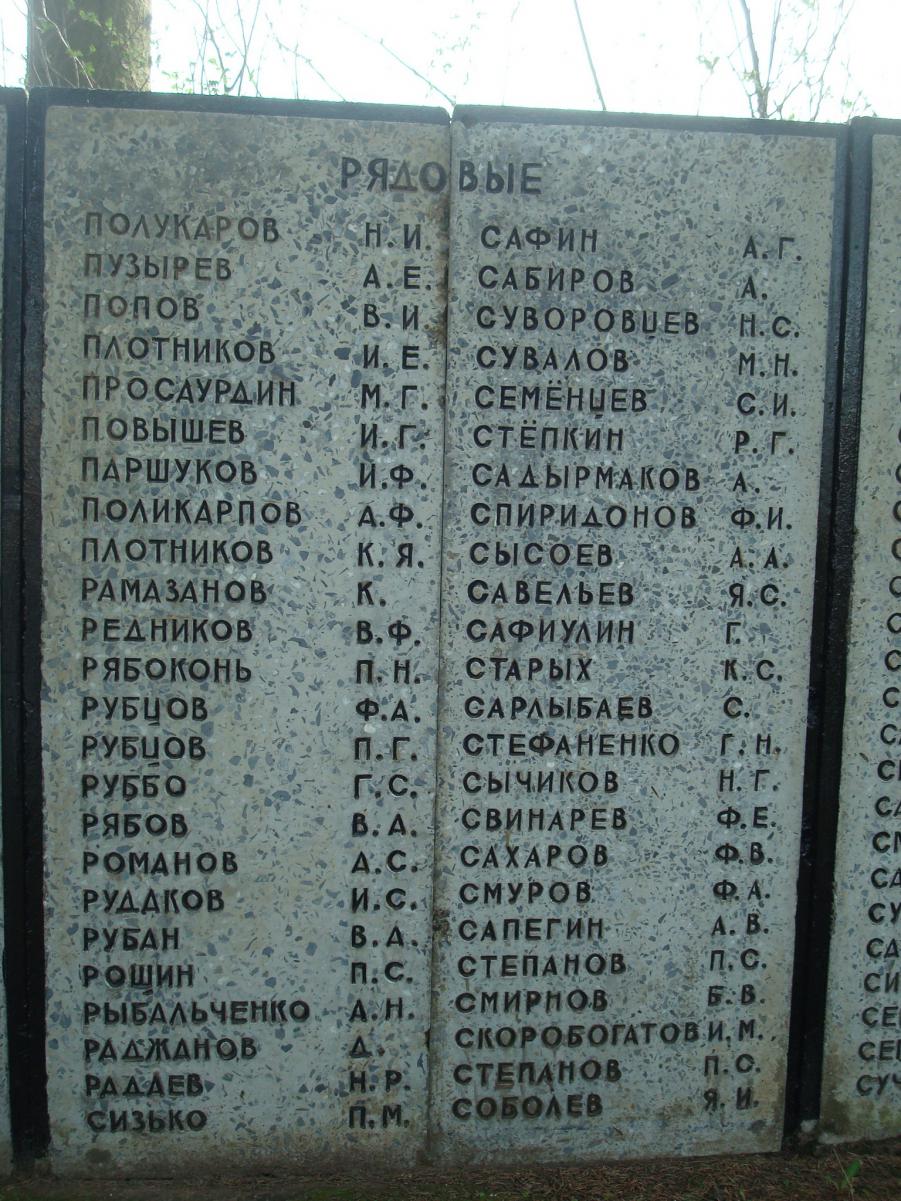 РЯДОВЫЕ
ПОЛУКАРОВ Н. И.
ПУЗЫРЕВ А. Е.
ПОПОВ В. И
ПЛОТНИКОВ И. Е.
ПРОСАУРДИН М. Г.
ПОВЫШЕВ И. Г.
ПАРШУКОВ И. Ф.
ПОЛИКАРПОВ А. Ф.
ПЛОТНИКОВ К. Я.
РАМАЗАНОВ К.
РЕДНИКОВ В. Ф.
РЯБОКОНЬ П. Н.
РУБЦОВ Ф. А.
РУБЦОВ П. Г.
РУББО Г. С.
РЯБОВ В. А.
РОМАНОВ А. С.
РУДАКОВ И. С.
РУБАН В. А.
РОЩИН П. С.
РЫБАЛЬЧЕНКО А. Н.
РАДЖАНОВ Д.
РАДАЕВ Н. Р.
СИЗЬКО П. М.
САФИН А. Г.
САБИРОВ А.
СУВОРОВЦЕВ Н. С.
СУВАЛОВ М. Н.
СЕМЁНЦЕВ С. И.
СТЁПКИН Р. Г.
САДЫРМАКОВ А.
СПИРИДОНОВ Ф. И.
СЫСОЕВ А. А.
САВЕЛЬЕВ Я. С.
САФИУЛИН Г.
СТАРЫХ К. С.
САРЛЫБАЕВ С.
СТЕФАНЕНКО Г. Н.
СЫЧИКОВ Н. Г.
СВИНАРЕВ Ф. Е.
САХАРОВ Ф. В.
СМУРОВ Ф. А.
САПЕГИН А. В.
СТЕПАНОВ П. С.
СМИРНОВ Б. В.
СКОРОБОГАТОВ И. М.
СТЕПАНОВ П. С.
СОБОЛЕВ Я. И.